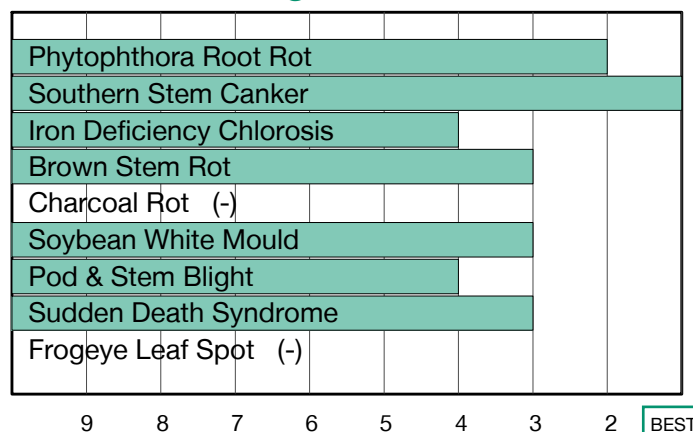 Phytophthora Root Rot
Southern Stem Canker
Iron Deficiency Chlorosis
Brown Stem Rot
Charcoal Rot (-)
Soybean White Mould
Pod & Stem Blight
Sudden Death Syndrome
Frogeye Leaf Spot (-)
9 8 7 6 5 4 3 2 BEST